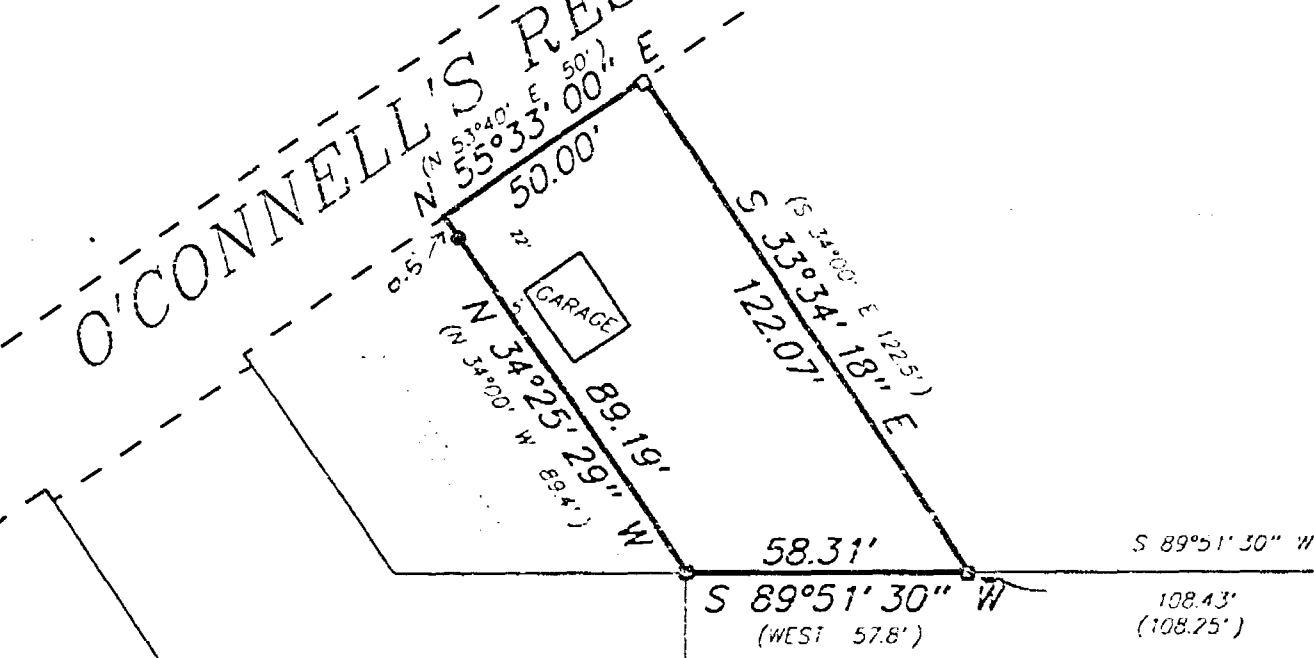 O'CONNELL'S RES
(N 53°40' E 50')
N 55°33' 00" E
50.00'
0.5'
22'
5'
GARAGE
N 34°25' 29" W
89.19'
(N 34°00' W 89.4')
(S 34°00' E 122.5')
S 33°34' 18" E
122.07'
58.31'
S 89°51' 30" W
(WEST 57.8')
S 89°51' 30" W
108.43'
(108.25')